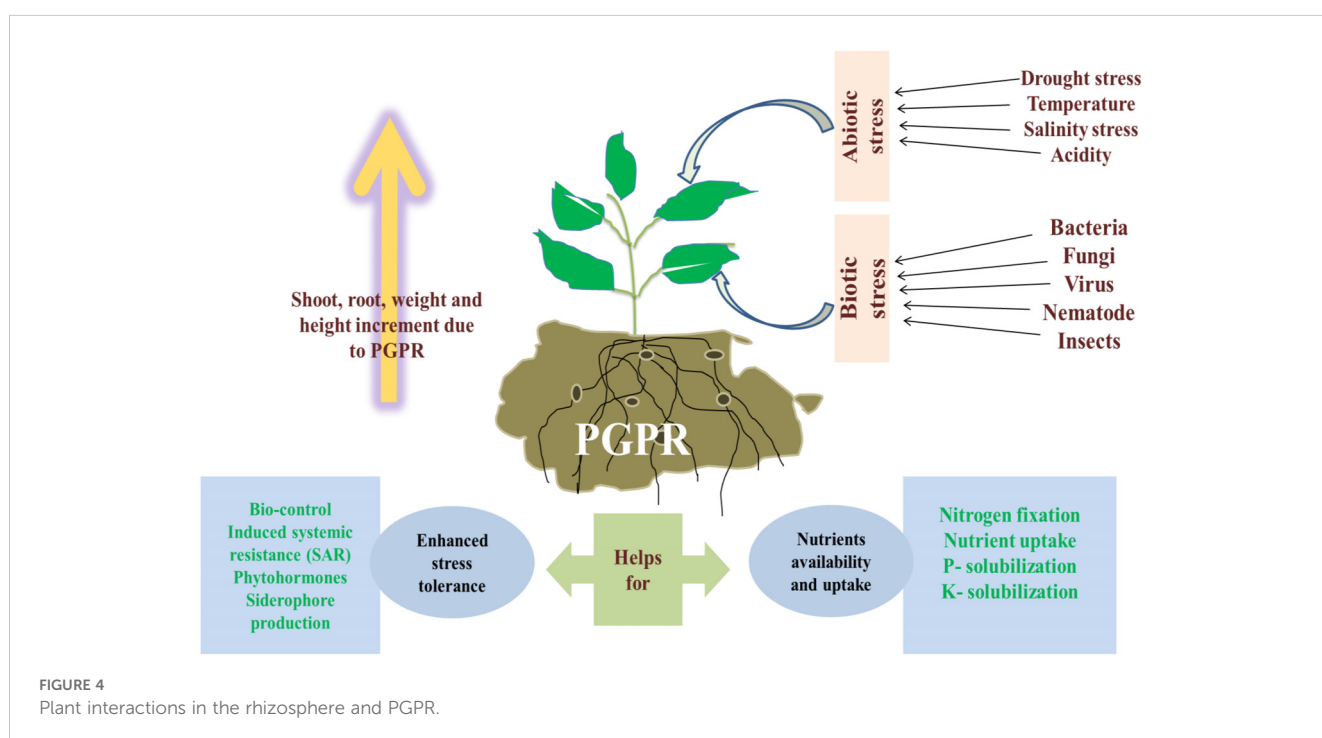 Drought stress
Temperature
Salinity stress
Acidity
Abiotic
stress
Bacteria
Fungi
Virus
Nematode
Insects
Biotic
stress
Shoot, root, weight and
height increment due
to PGPR
PGPR
Bio-control
Induced systemic
resistance (SAR)
Phytohormones
Siderophore
production
Enhanced
stress
tolerance
Helps
for
Nutrients
availability
and uptake
Nitrogen fixation
Nutrient uptake
P- solubilization
K- solubilization
FIGURE 4
Plant interactions in the rhizosphere and PGPR.